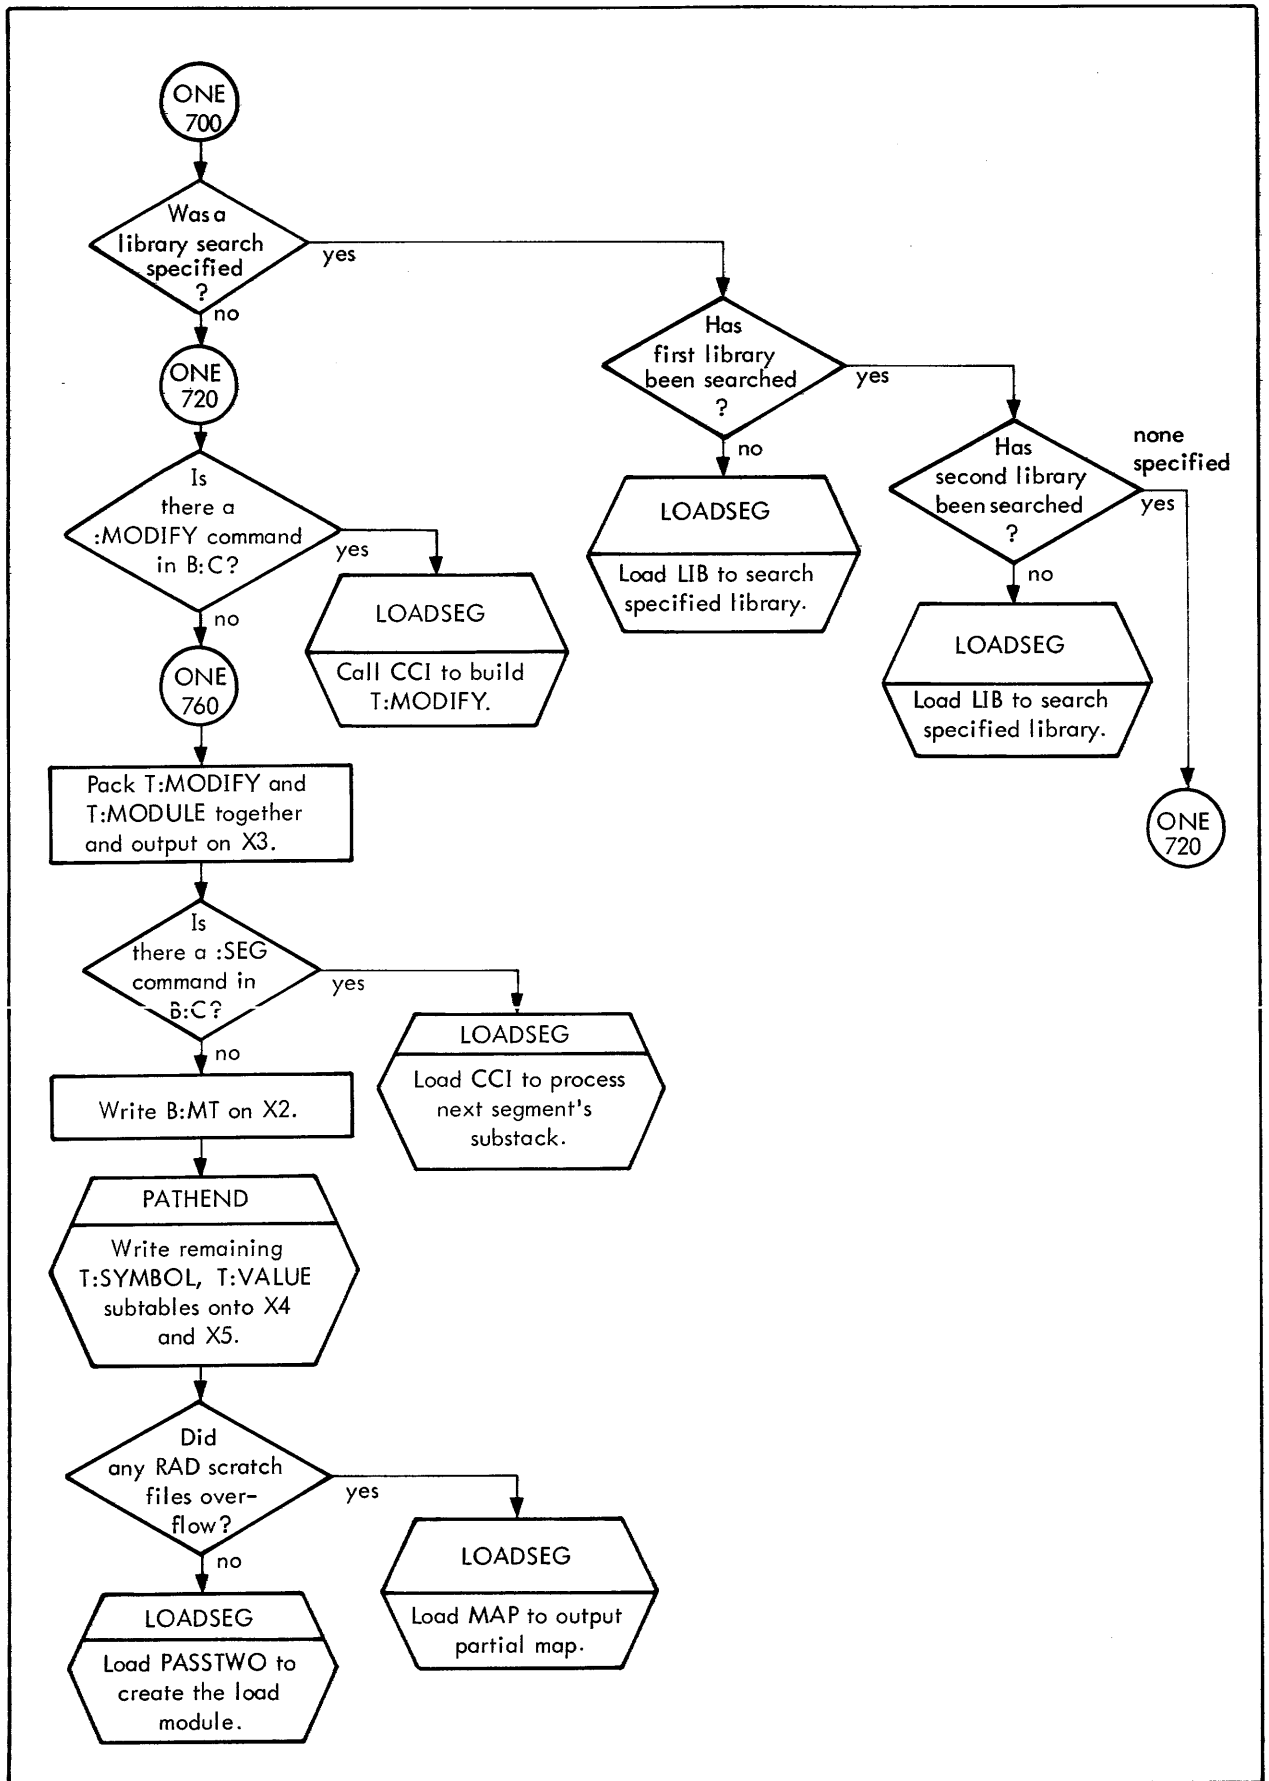 ONE
700
Was a
library search
specified
?
yes
no
ONE
720
Has
first library
been searched
?
yes
no
Has
second library
been searched
?
none
specified
yes
no
Is
there a
:MODIFY command
in B:C?
yes
no
LOADSEG
Load LIB to search
specified library.
LOADSEG
Load LIB to search
specified library.
LOADSEG
Call CCI to build
T:MODIFY.
ONE
760
ONE
720
Pack T:MODIFY and
T:MODULE together
and output on X3.
Is
there a :SEG
command in
B:C?
yes
no
LOADSEG
Load CCI to process
next segment's
substack.
Write B:MT on X2.
PATHEND
Write remaining
T:SYMBOL, T:VALUE
subtables onto X4
and X5.
Did
any RAD scratch
files over-
flow?
yes
no
LOADSEG
Load MAP to output
partial map.
LOADSEG
Load PASSTWO to
create the load
module.